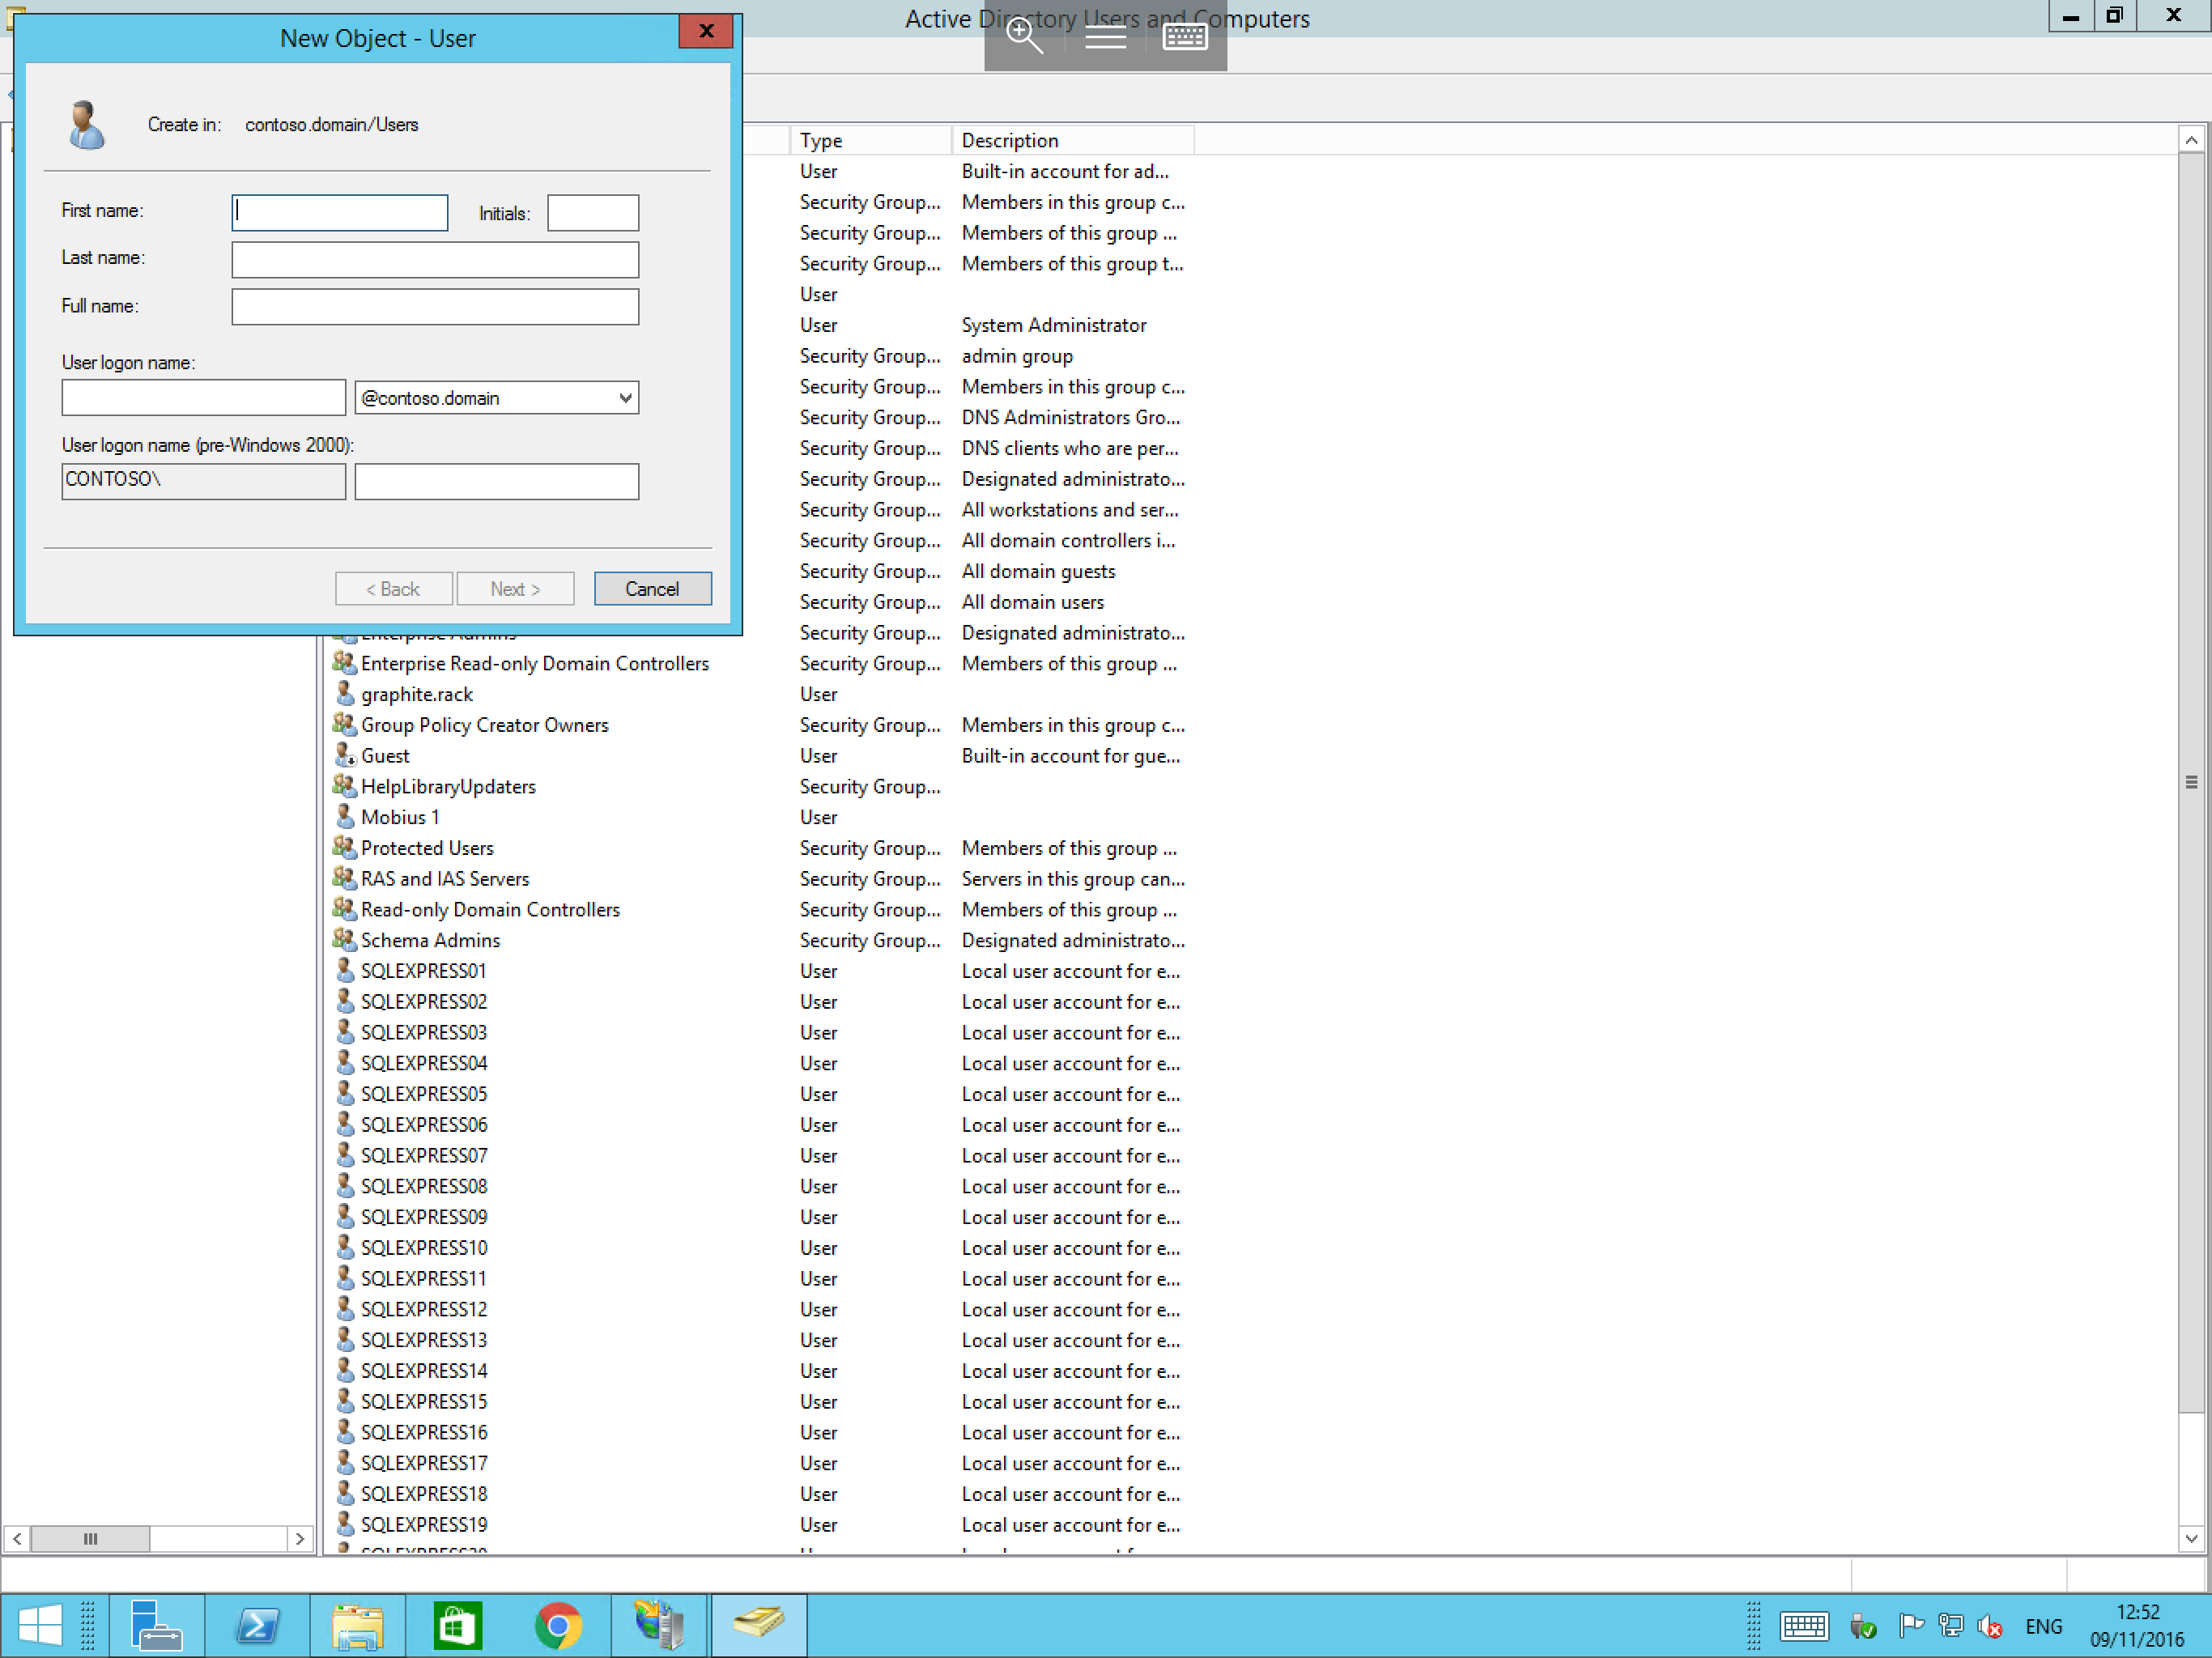 Active Directory Users and Computers
New Object - User
Create in: contoso.domain/Users
First name:
Initials:
Last name:
Full name:
User logon name:
@contoso.domain
User logon name (pre-Windows 2000):
CONTOSO\
< Back
Next >
Cancel
Type Description
User Built-in account for ad...
Security Group... Members in this group c...
Security Group... Members of this group ...
Security Group... Members of this group t...
User
User System Administrator
Security Group... admin group
Security Group... Members in this group c...
Security Group... DNS Administrators Gro...
Security Group... DNS clients who are per...
Security Group... Designated administrato...
Security Group... All workstations and ser...
Security Group... All domain controllers i...
Security Group... All domain guests
Security Group... All domain users
Enterprise Admins Security Group... Designated administrato...
Enterprise Read-only Domain Controllers Security Group... Members of this group ...
graphite.rack User
Group Policy Creator Owners Security Group... Members in this group c...
Guest User Built-in account for gue...
HelpLibraryUpdaters Security Group...
Mobius 1 User
Protected Users Security Group... Members of this group ...
RAS and IAS Servers Security Group... Servers in this group can...
Read-only Domain Controllers Security Group... Members of this group ...
Schema Admins Security Group... Designated administrato...
SQLEXPRESS01 User Local user account for e...
SQLEXPRESS02 User Local user account for e...
SQLEXPRESS03 User Local user account for e...
SQLEXPRESS04 User Local user account for e...
SQLEXPRESS05 User Local user account for e...
SQLEXPRESS06 User Local user account for e...
SQLEXPRESS07 User Local user account for e...
SQLEXPRESS08 User Local user account for e...
SQLEXPRESS09 User Local user account for e...
SQLEXPRESS10 User Local user account for e...
SQLEXPRESS11 User Local user account for e...
SQLEXPRESS12 User Local user account for e...
SQLEXPRESS13 User Local user account for e...
SQLEXPRESS14 User Local user account for e...
SQLEXPRESS15 User Local user account for e...
SQLEXPRESS16 User Local user account for e...
SQLEXPRESS17 User Local user account for e...
SQLEXPRESS18 User Local user account for e...
SQLEXPRESS19 User Local user account for e...
ENG
12:52
09/11/2016